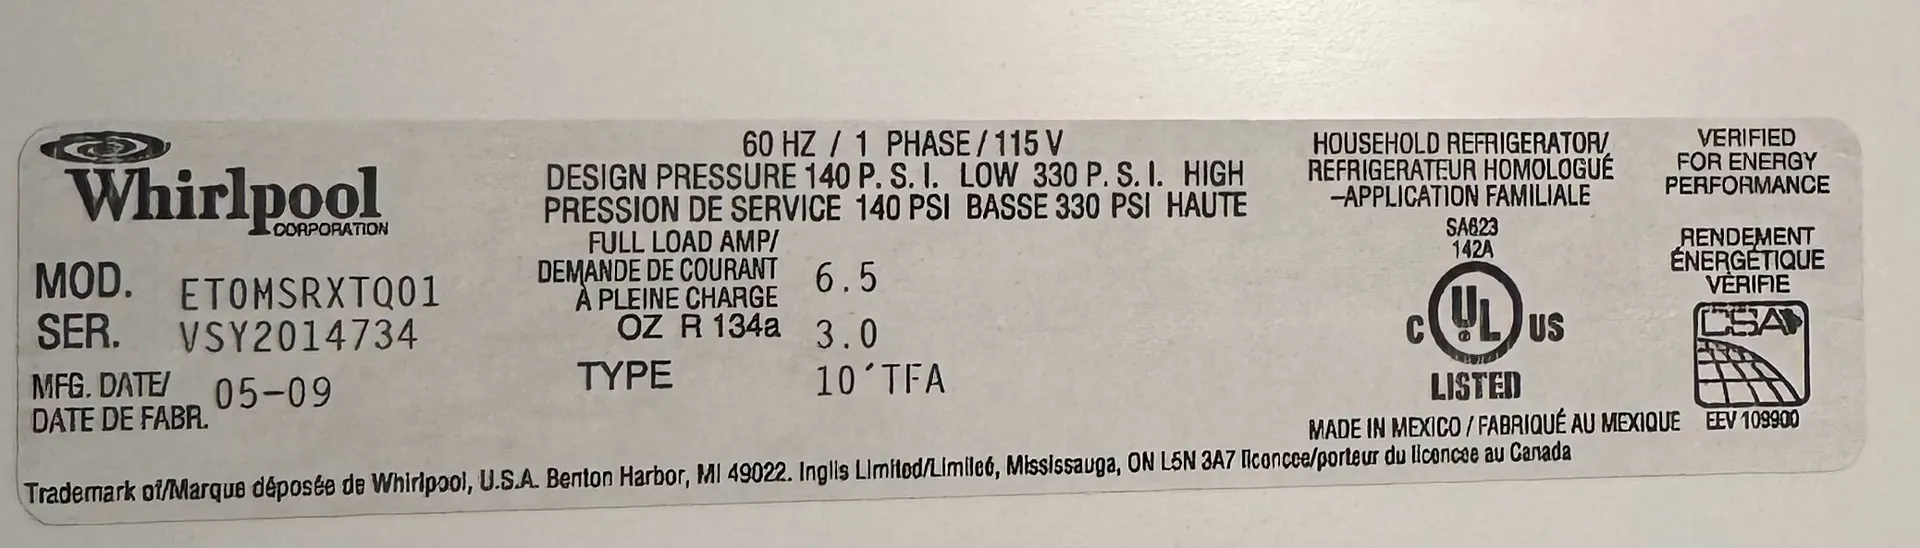 Whirlpool
CORPORATION
MOD. ET0MSRXTQ01
SER. VSY2014734
MFG. DATE/
DATE DE FABR. 05-09
60 HZ / 1 PHASE / 115 V
DESIGN PRESSURE 140 P. S. I. LOW 330 P. S. I. HIGH
PRESSION DE SERVICE 140 PSI BASSE 330 PSI HAUTE
FULL LOAD AMP/
DEMANDE DE COURANT
À PLEINE CHARGE 6.5
OZ R 134a 3.0
TYPE 10'TFA
HOUSEHOLD REFRIGERATOR/
REFRIGERATEUR HOMOLOGUÉ
-APPLICATION FAMILIALE
SA623
142A
C UL US
LISTED
MADE IN MEXICO / FABRIQUÉ AU MEXIQUE
VERIFIED
FOR ENERGY
PERFORMANCE
RENDEMENT
ÉNERGÉTIQUE
VÉRIFIE
CSA
EEV 109900
Trademark of/Marque déposée de Whirlpool, U.S.A. Benton Harbor, MI 49022. Inglis Limited/Limiteé, Mississauga, ON L5N 3A7 licencee/porteur du licencee au Canada